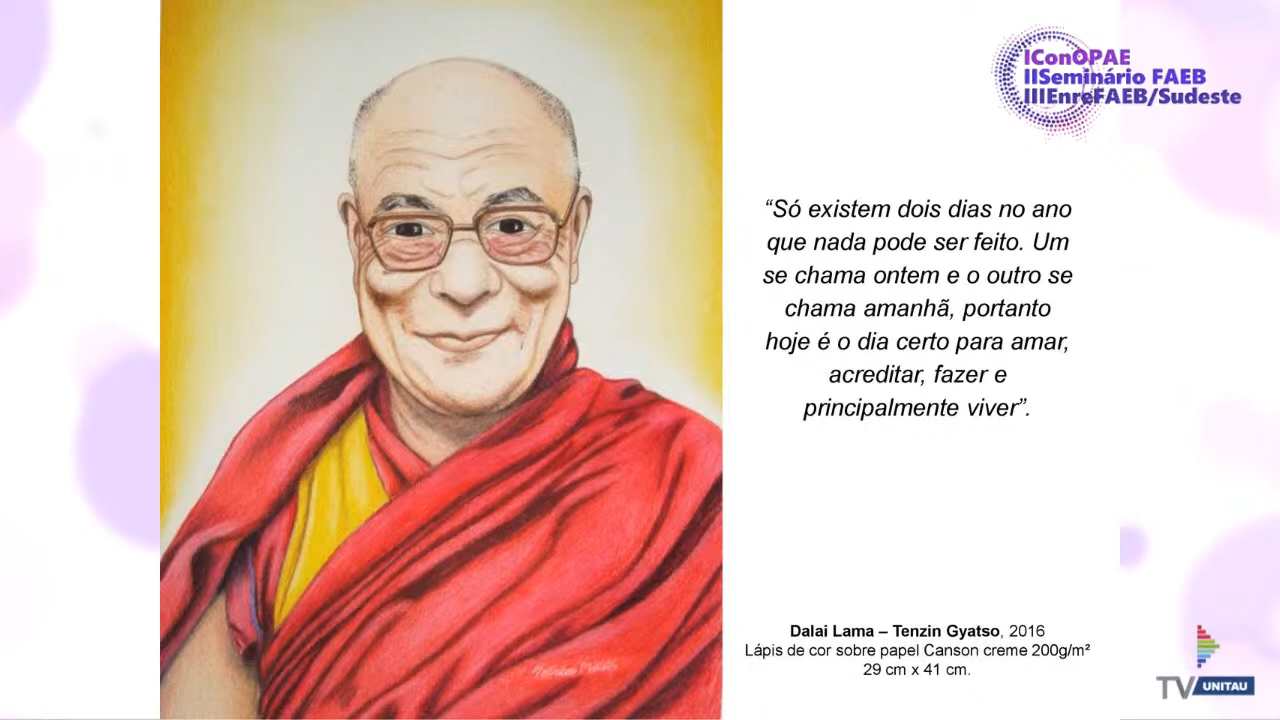 IConOPAE
IISeminário FAEB
IIIEnreFAEB/Sudeste
“Só existem dois dias no ano
que nada pode ser feito. Um
se chama ontem e o outro se
chama amanhã, portanto
hoje é o dia certo para amar,
acreditar, fazer e
principalmente viver”.
Dalai Lama – Tenzin Gyatso, 2016
Lápis de cor sobre papel Canson creme 200g/m²
29 cm x 41 cm.
TV UNITAU